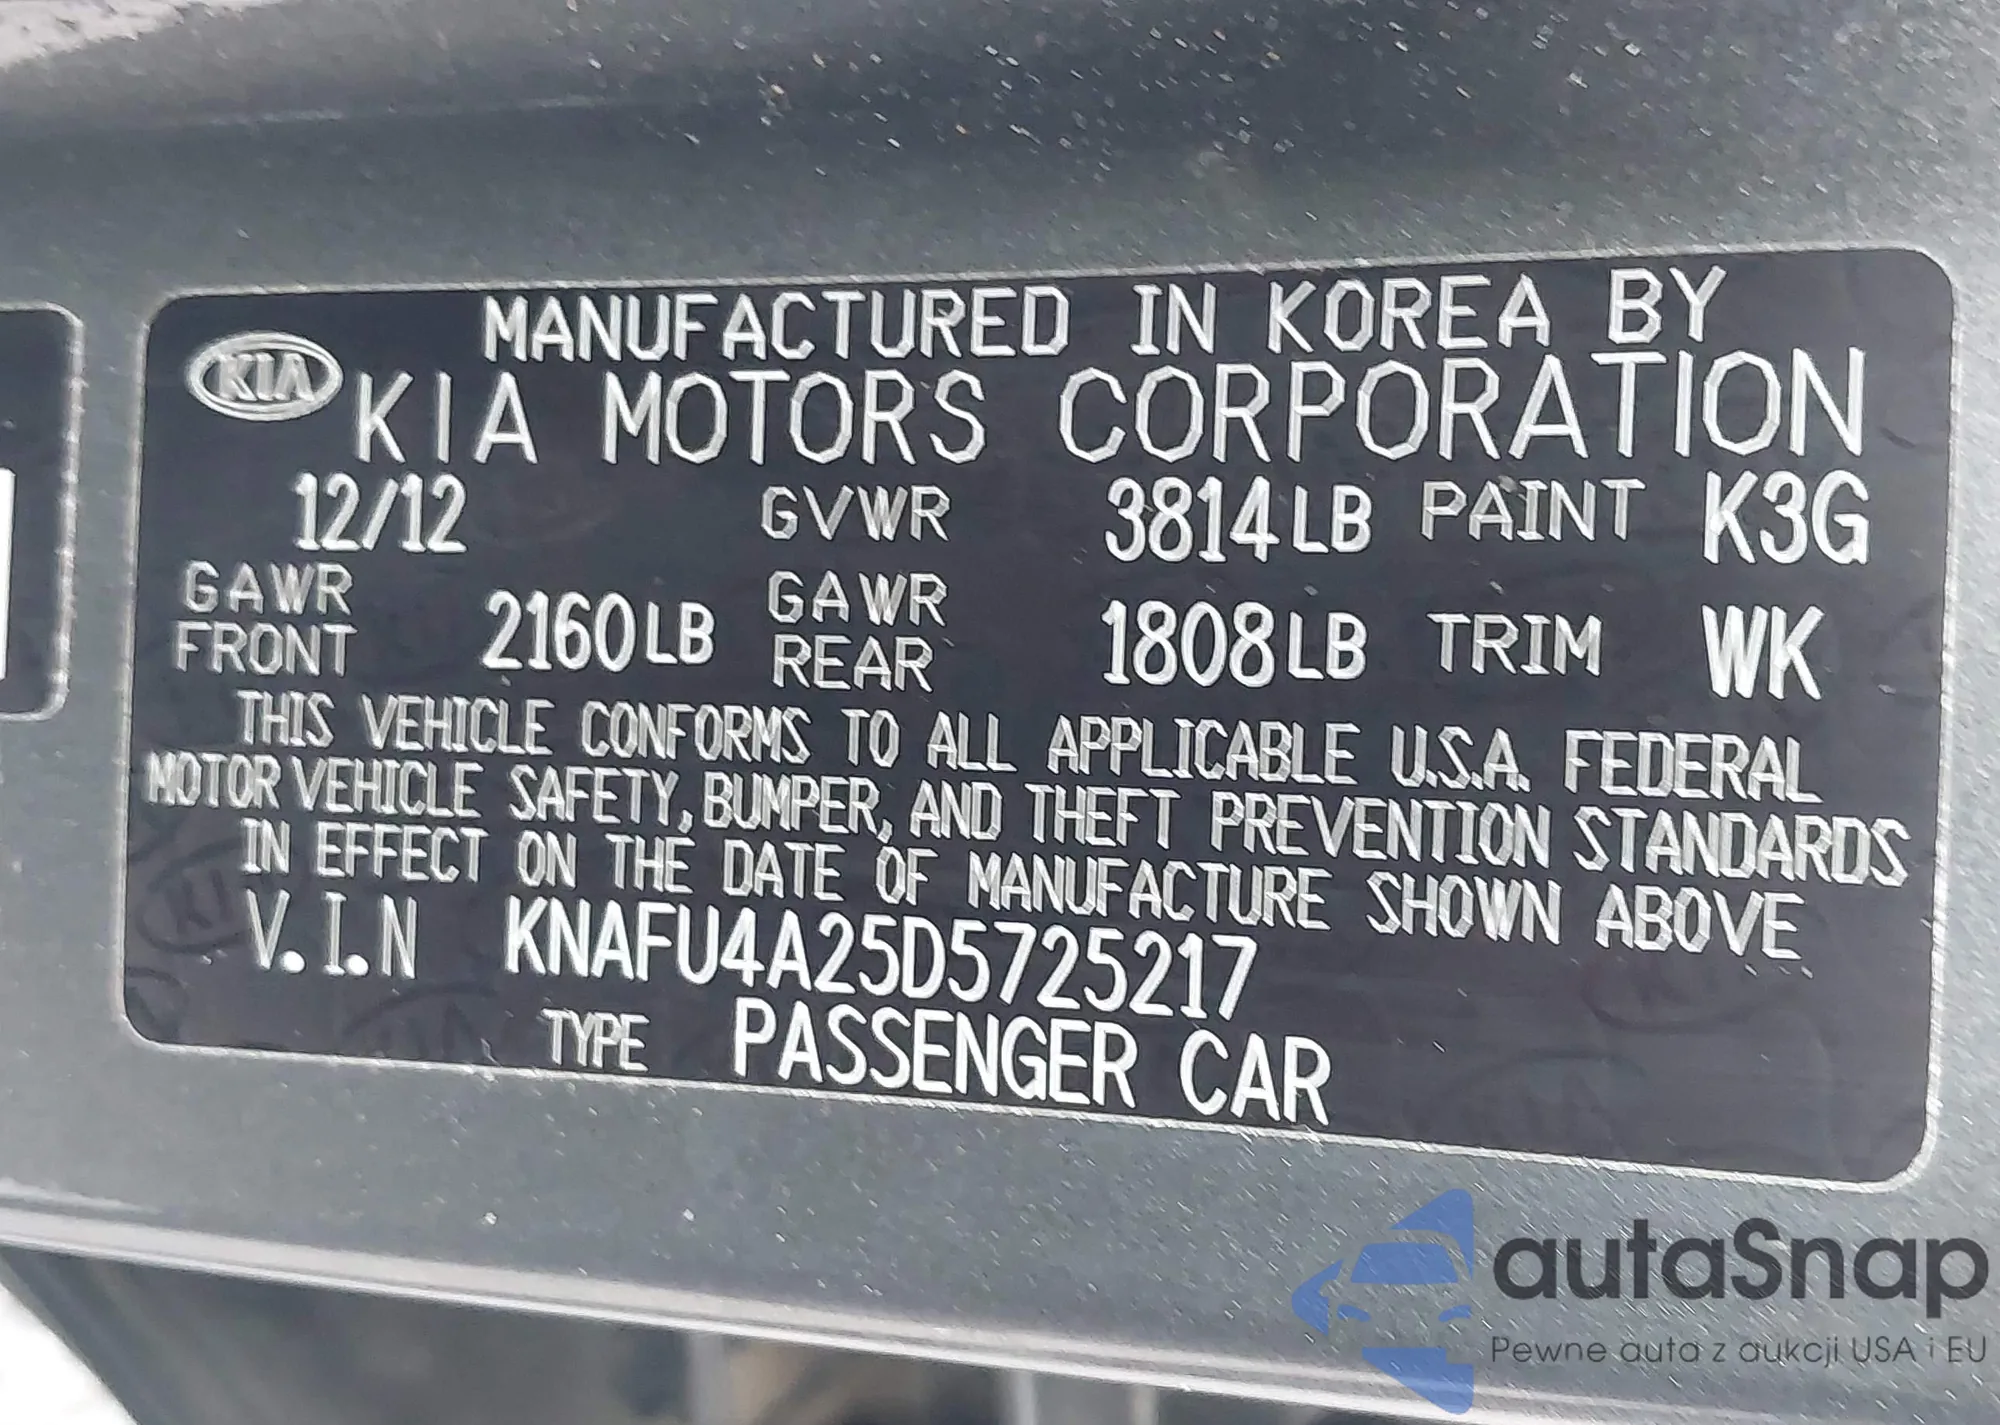 MANUFACTURED IN KOREA BY
KIA KIA MOTORS CORPORATION
12/12 GVWR 3814LB PAINT K3G
GAWR FRONT 2160LB GAWR REAR 1808LB TRIM WK
THIS VEHICLE CONFORMS TO ALL APPLICABLE U.S.A. FEDERAL
MOTOR VEHICLE SAFETY, BUMPER, AND THEFT PREVENTION STANDARDS
IN EFFECT ON THE DATE OF MANUFACTURE SHOWN ABOVE
V.I.N KNAFU4A25D5725217
TYPE PASSENGER CAR
autaSnap
Pewne auta z aukcji USA i EU